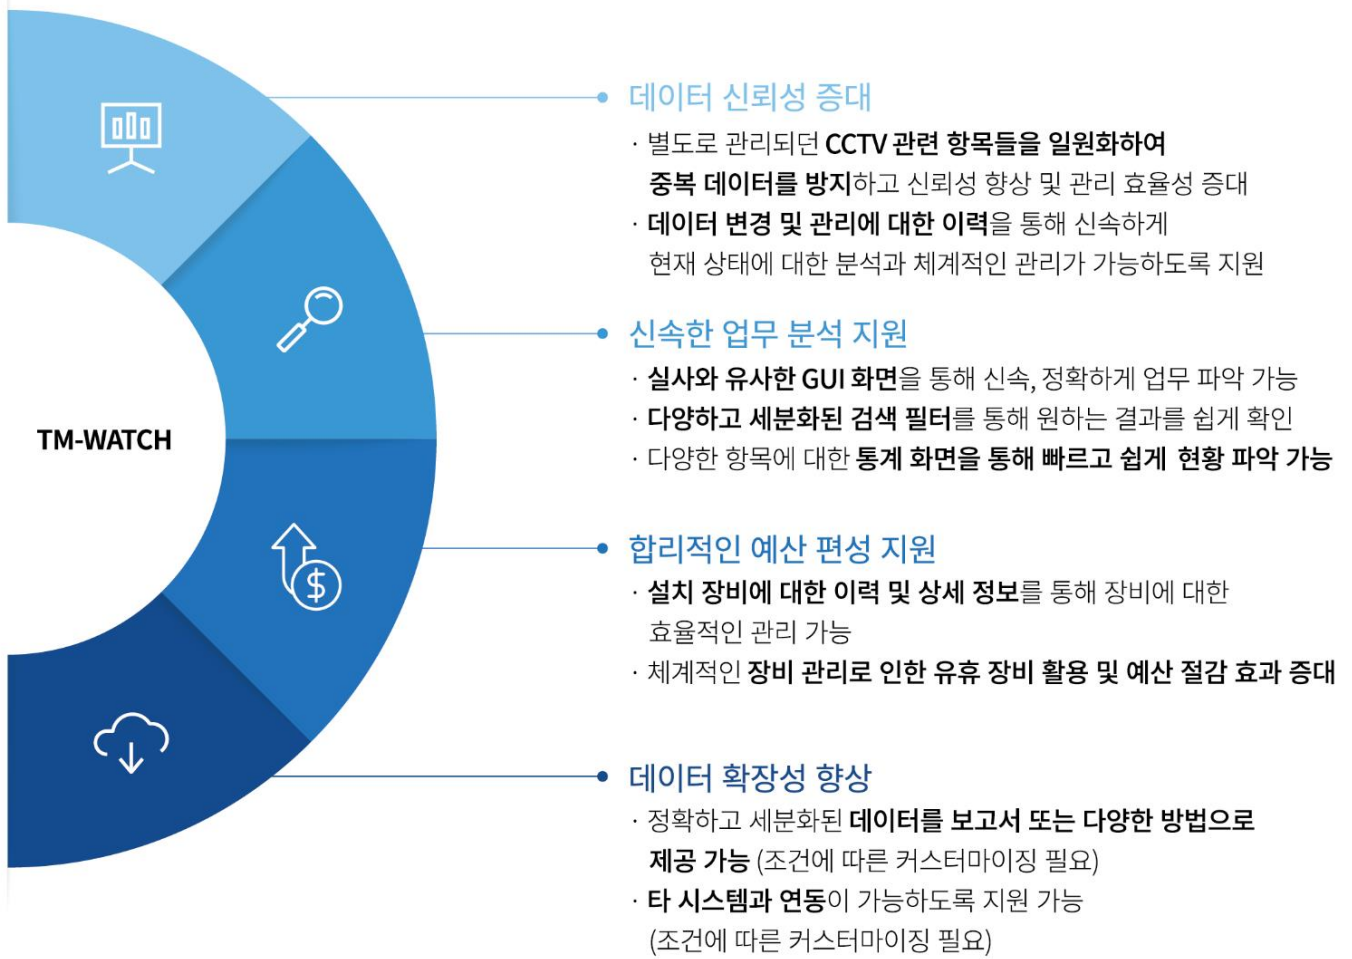 TM-WATCH
데이터 신뢰성 증대
· 별도로 관리되던 CCTV 관련 항목들을 일원화하여
중복 데이터를 방지하고 신뢰성 향상 및 관리 효율성 증대
· 데이터 변경 및 관리에 대한 이력을 통해 신속하게
현재 상태에 대한 분석과 체계적인 관리가 가능하도록 지원
신속한 업무 분석 지원
· 실사와 유사한 GUI 화면을 통해 신속, 정확하게 업무 파악 가능
· 다양하고 세분화된 검색 필터를 통해 원하는 결과를 쉽게 확인
· 다양한 항목에 대한 통계 화면을 통해 빠르고 쉽게 현황 파악 가능
합리적인 예산 편성 지원
· 설치 장비에 대한 이력 및 상세 정보를 통해 장비에 대한
효율적인 관리 가능
· 체계적인 장비 관리로 인한 유휴 장비 활용 및 예산 절감 효과 증대
데이터 확장성 향상
· 정확하고 세분화된 데이터를 보고서 또는 다양한 방법으로
제공 가능 (조건에 따른 커스터마이징 필요)
· 타 시스템과 연동이 가능하도록 지원 가능
(조건에 따른 커스터마이징 필요)